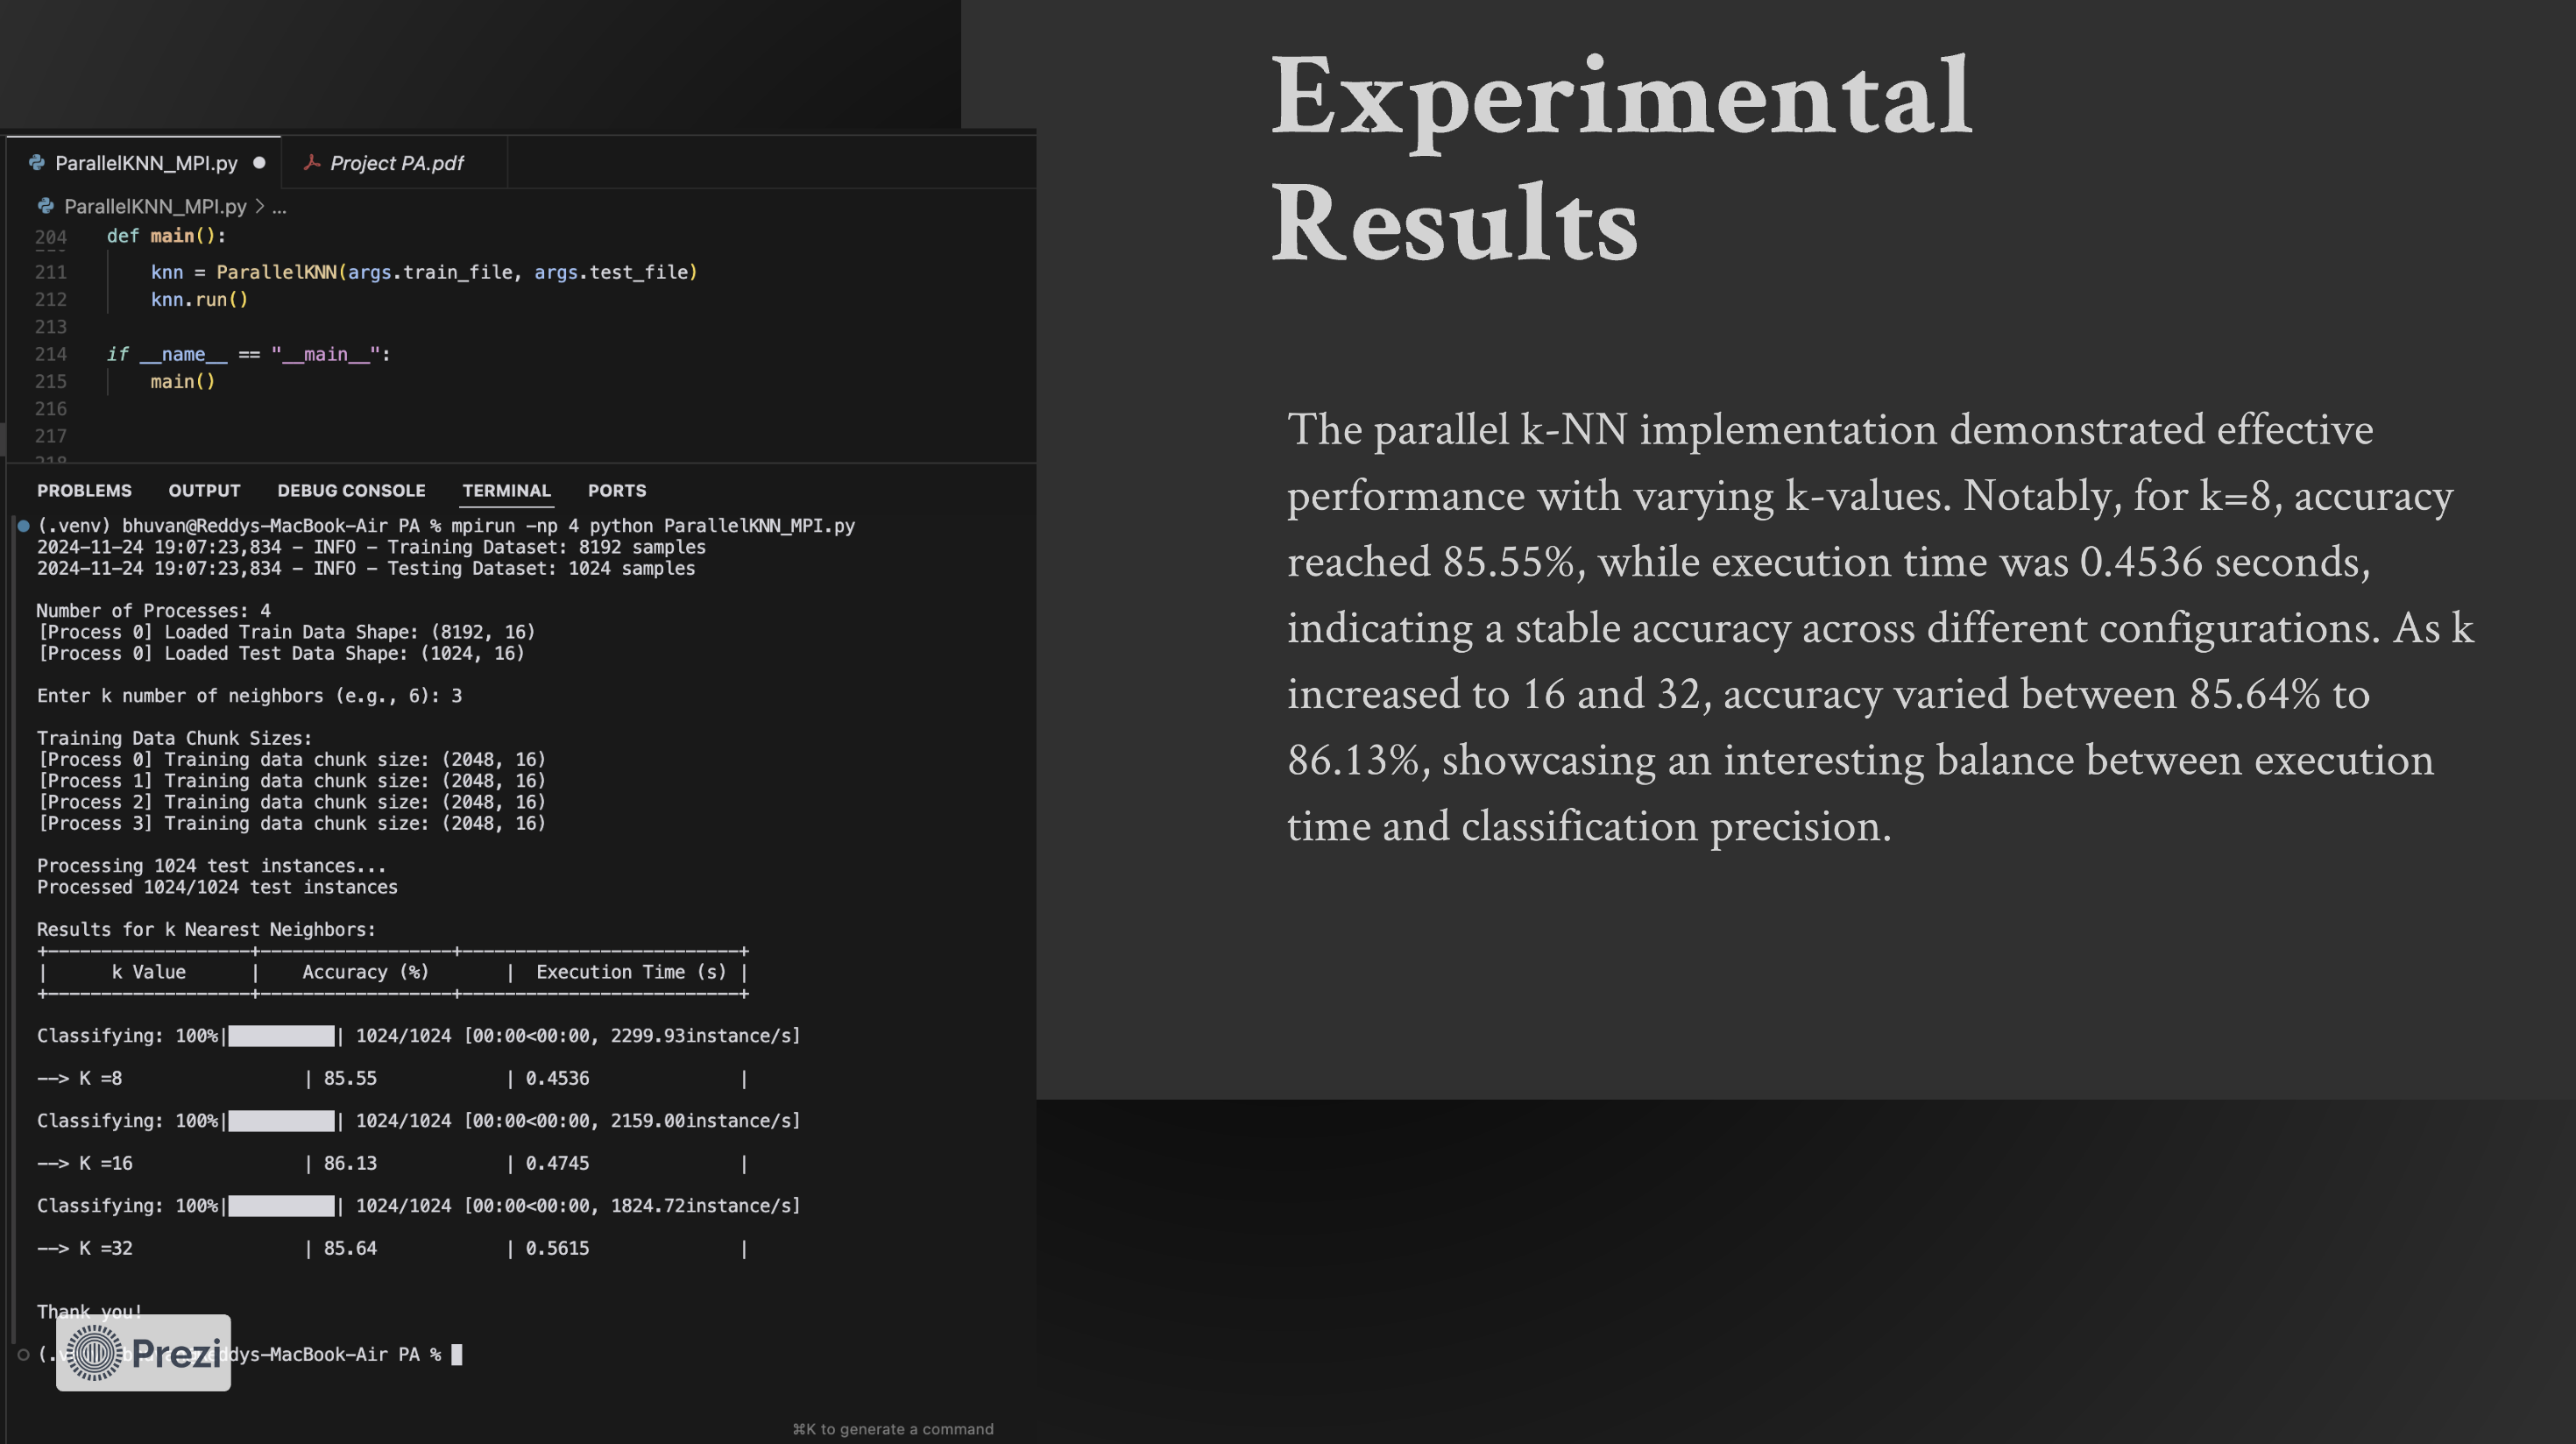 ParallelKNN_MPI.py
Project PA.pdf
ParallelKNN_MPI.py > ...
204 def main():
211 knn = ParallelKNN(args.train_file, args.test_file)
212 knn.run()
213
214 if __name__ == "__main__":
215 main()
216
217
218
PROBLEMS OUTPUT DEBUG CONSOLE TERMINAL PORTS
(.venv) bhuvan@Reddys-MacBook-Air PA % mpirun -np 4 python ParallelKNN_MPI.py
2024-11-24 19:07:23,834 - INFO - Training Dataset: 8192 samples
2024-11-24 19:07:23,834 - INFO - Testing Dataset: 1024 samples
Number of Processes: 4
[Process 0] Loaded Train Data Shape: (8192, 16)
[Process 0] Loaded Test Data Shape: (1024, 16)
Enter k number of neighbors (e.g., 6): 3
Training Data Chunk Sizes:
[Process 0] Training data chunk size: (2048, 16)
[Process 1] Training data chunk size: (2048, 16)
[Process 2] Training data chunk size: (2048, 16)
[Process 3] Training data chunk size: (2048, 16)
Processing 1024 test instances...
Processed 1024/1024 test instances
Results for k Nearest Neighbors:
| k Value | Accuracy (%) | Execution Time (s) |
Classifying: 100%| | 1024/1024 [00:00<00:00, 2299.93instance/s]
--> K =8 | 85.55 | 0.4536 |
Classifying: 100%| | 1024/1024 [00:00<00:00, 2159.00instance/s]
--> K =16 | 86.13 | 0.4745 |
Classifying: 100%| | 1024/1024 [00:00<00:00, 1824.72instance/s]
--> K =32 | 85.64 | 0.5615 |
Thank you!
Prezi
ddys-MacBook-Air PA %
⌘K to generate a command
Experimental
Results
The parallel k-NN implementation demonstrated effective
performance with varying k-values. Notably, for k=8, accuracy
reached 85.55%, while execution time was 0.4536 seconds,
indicating a stable accuracy across different configurations. As k
increased to 16 and 32, accuracy varied between 85.64% to
86.13%, showcasing an interesting balance between execution
time and classification precision.